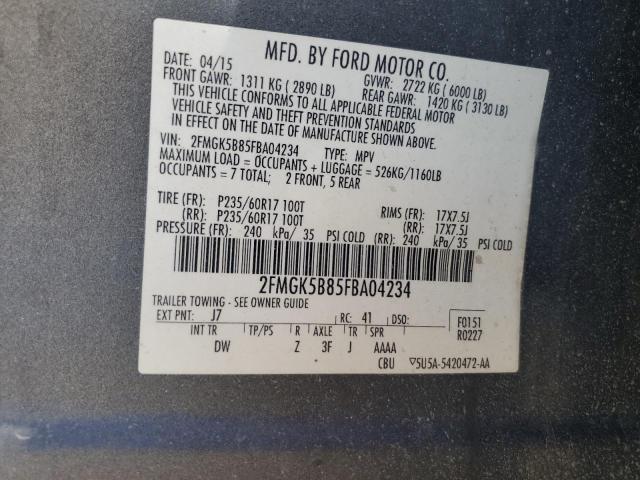 MFD. BY FORD MOTOR CO.
DATE: 04/15 GVWR: 2722 KG ( 6000 LB)
FRONT GAWR: 1311 KG ( 2890 LB) REAR GAWR: 1420 KG ( 3130 LB)
THIS VEHICLE CONFORMS TO ALL APPLICABLE FEDERAL MOTOR
VEHICLE SAFETY AND THEFT PREVENTION STANDARDS
IN EFFECT ON THE DATE OF MANUFACTURE SHOWN ABOVE.
VIN: 2FMGK5B85FBA04234 TYPE: MPV
MAXIMUM LOAD = OCCUPANTS + LUGGAGE = 526KG/1160LB
OCCUPANTS = 7 TOTAL; 2 FRONT, 5 REAR
TIRE (FR): P235/60R17 100T RIMS (FR): 17X7.5J
(RR): P235/60R17 100T (RR): 17X7.5J
PRESSURE (FR): 240 kPa/ 35 PSI COLD (RR): 240 kPa/ 35 PSI COLD
2FMGK5B85FBA04234
TRAILER TOWING - SEE OWNER GUIDE
EXT PNT: J7 RC: 41 DSO: F0151
INT TR TP/PS R AXLE TR SPR R0227
DW Z 3F J AAAA
CBU ▽5U5A-5420472-AA